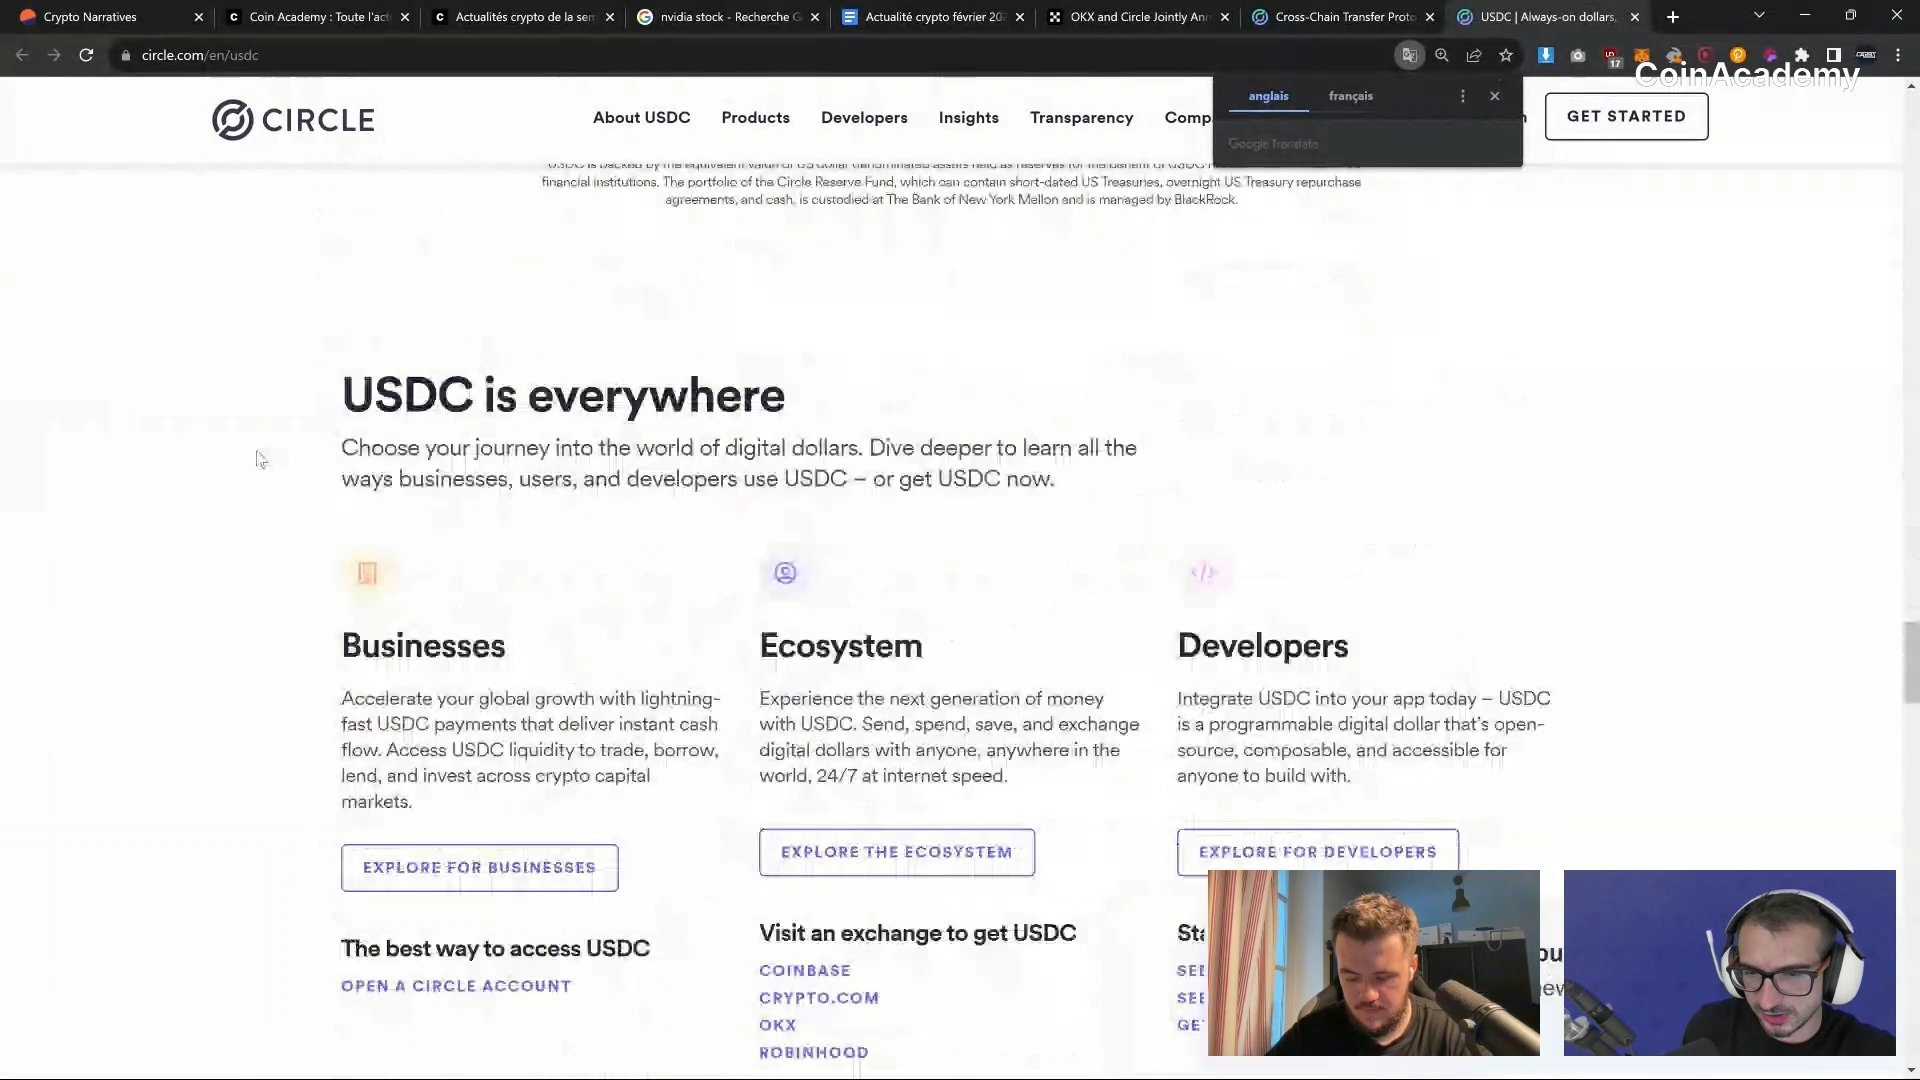 Crypto Narratives
Coin Academy : Toute l'act
Actualités crypto de la sem
nvidia stock - Recherche G
Actualité crypto février 202
OKX and Circle Jointly Ann
Cross-Chain Transfer Proto
USDC | Always-on dollars,
circle.com/en/usdc
17
CoinAcademy
anglais
français
Google Translate
CIRCLE
About USDC
Products
Developers
Insights
Transparency
Comp
GET STARTED
USDC is backed by the equivalent value of US dollar denominated assets held as reserves for the benefit of USDC
financial institutions. The portfolio of the Circle Reserve Fund, which can contain short-dated US Treasuries, overnight US Treasury repurchase
agreements, and cash, is custodied at The Bank of New York Mellon and is managed by BlackRock.
USDC is everywhere
Choose your journey into the world of digital dollars. Dive deeper to learn all the
ways businesses, users, and developers use USDC – or get USDC now.
Businesses
Accelerate your global growth with lightning-
fast USDC payments that deliver instant cash
flow. Access USDC liquidity to trade, borrow,
lend, and invest across crypto capital
markets.
EXPLORE FOR BUSINESSES
The best way to access USDC
OPEN A CIRCLE ACCOUNT
Ecosystem
Experience the next generation of money
with USDC. Send, spend, save, and exchange
digital dollars with anyone, anywhere in the
world, 24/7 at internet speed.
EXPLORE THE ECOSYSTEM
Visit an exchange to get USDC
COINBASE
CRYPTO.COM
OKX
ROBINHOOD
Developers
Integrate USDC into your app today – USDC
is a programmable digital dollar that's open-
source, composable, and accessible for
anyone to build with.
EXPLORE FOR DEVELOPERS